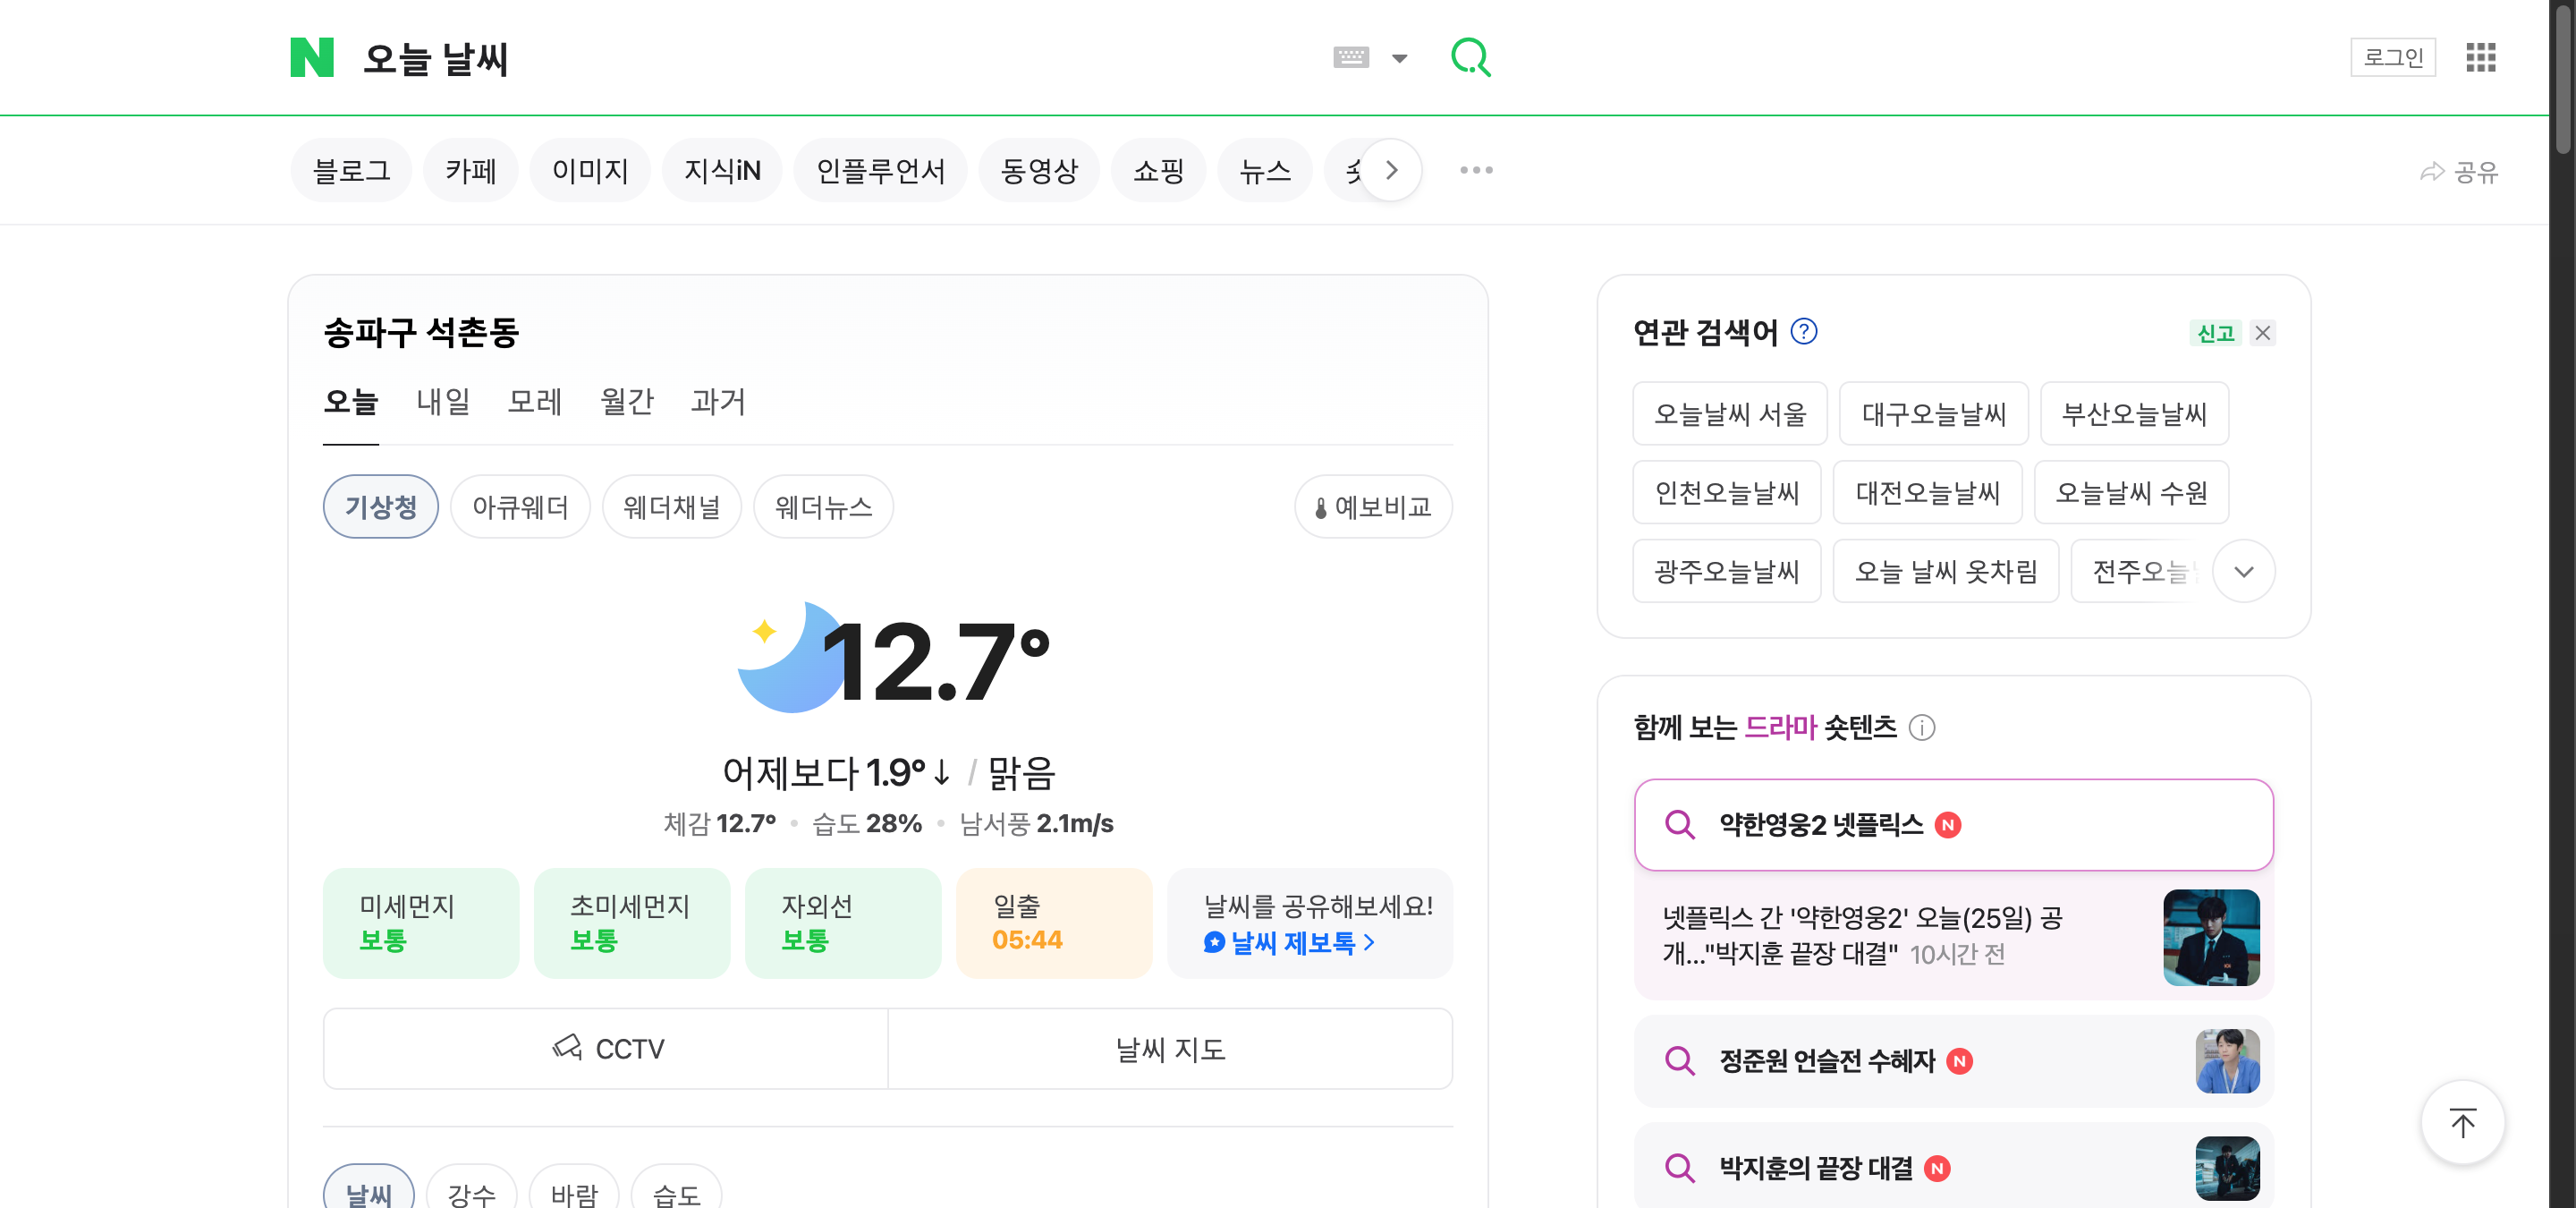 N 오늘 날씨
로그인
블로그 카페 이미지 지식iN 인플루언서 동영상 쇼핑 뉴스
공유
송파구 석촌동
오늘 내일 모레 월간 과거
기상청 아큐웨더 웨더채널 웨더뉴스 예보비교
12.7°
어제보다 1.9°↓ / 맑음
체감 12.7° • 습도 28% • 남서풍 2.1m/s
미세먼지
보통
초미세먼지
보통
자외선
보통
일출
05:44
날씨를 공유해보세요!
날씨 제보톡 >
CCTV
날씨 지도
날씨 강수 바람 습도
연관 검색어 ?
신고
오늘날씨 서울 대구오늘날씨 부산오늘날씨
인천오늘날씨 대전오늘날씨 오늘날씨 수원
광주오늘날씨 오늘 날씨 옷차림 전주오늘
함께 보는 드라마 숏텐츠 i
약한영웅2 넷플릭스 N
넷플릭스 간 '약한영웅2' 오늘(25일) 공
개..."박지훈 끝장 대결" 10시간 전
정준원 언슬전 수혜자 N
박지훈의 끝장 대결 N